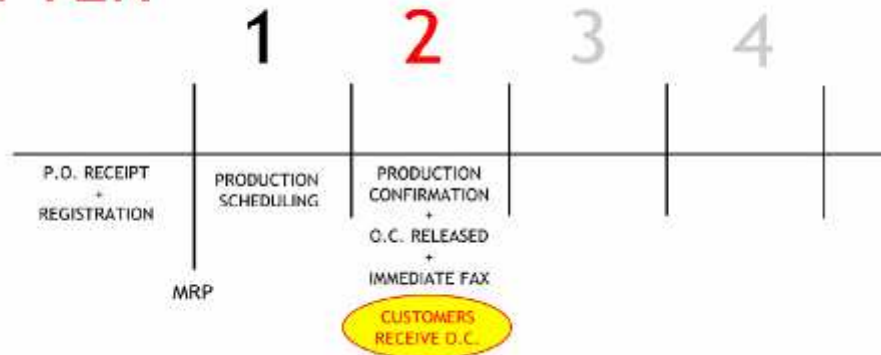 1 2 3 4
P.O. RECEIPT
+
REGISTRATION
PRODUCTION
SCHEDULING
PRODUCTION
CONFIRMATION
+
O.C. RELEASED
+
IMMEDIATE FAX
MRP
CUSTOMERS
RECEIVE O.C.